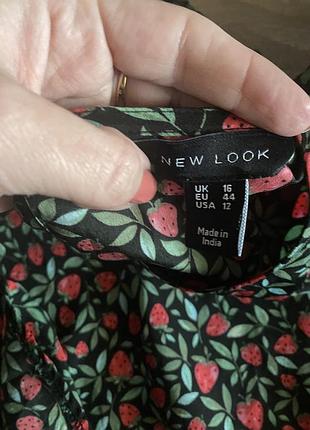 NEW LOOK
UK 16
EU 44
USA 12
Made in
India